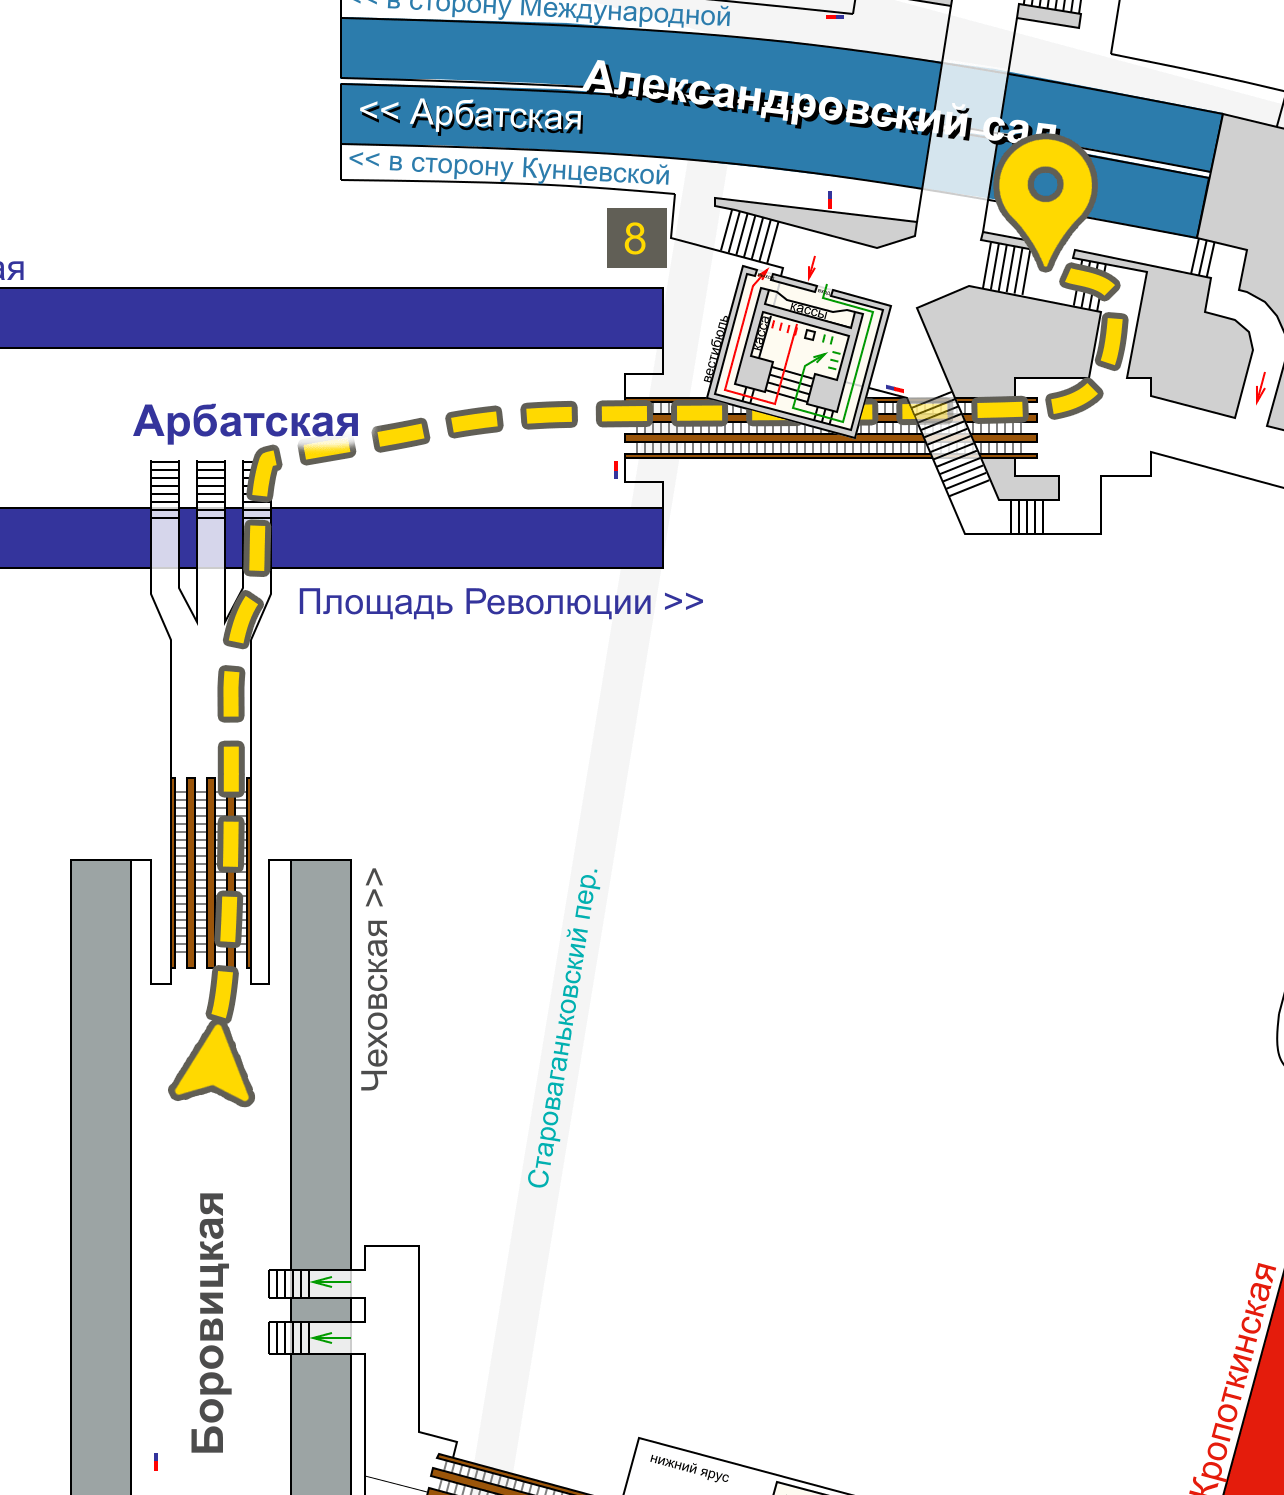 << в сторону Международной
Александровский сад
<< Арбатская
<< в сторону Кунцевской
8
ая
кассы
касса
вестибюль
Арбатская
Площадь Революции >>
Чеховская >>
Староваганьковский пер.
Боровицкая
Кропоткинская
нижний ярус